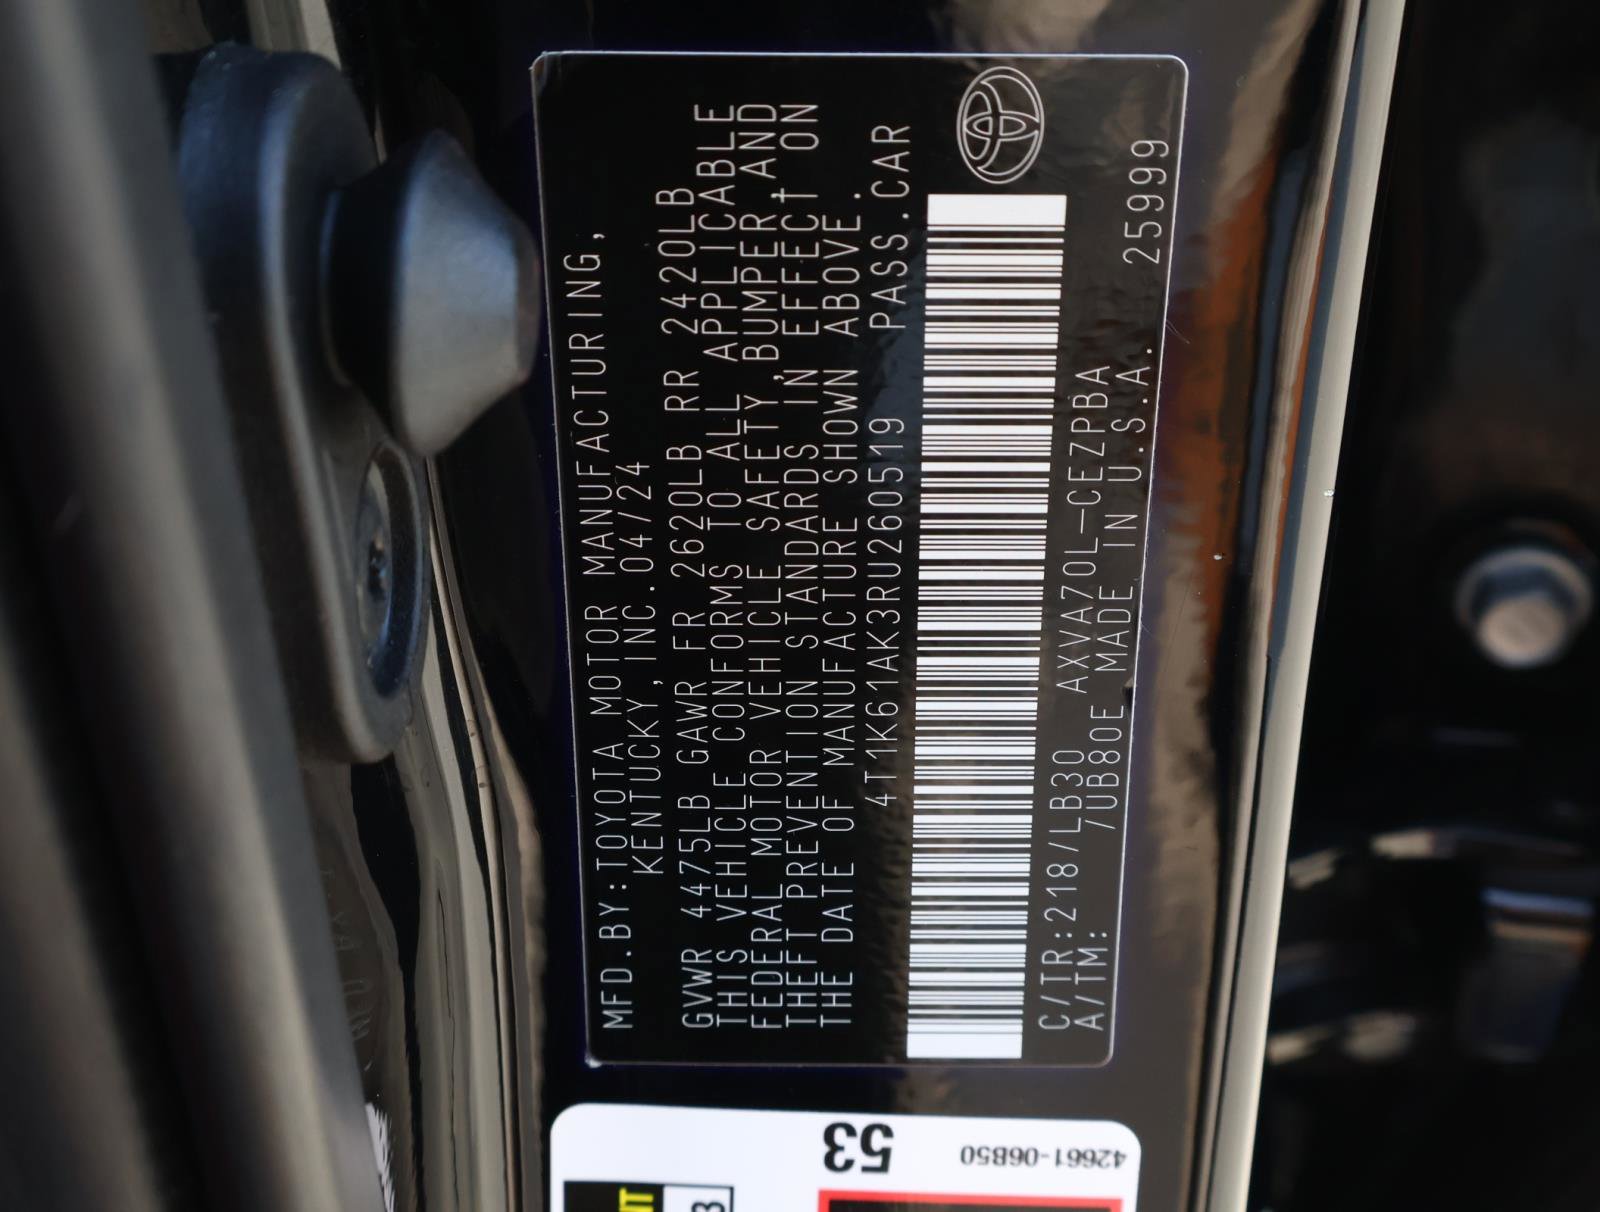 MFD.BY:TOYOTA MOTOR MANUFACTURING,
KENTUCKY,INC.04/24
GVWR 4475LB GAWR FR 2620LB RR 2420LB
THIS VEHICLE CONFORMS TO ALL APPLICABLE
FEDERAL MOTOR VEHICLE SAFETY,BUMPER,AND
THEFT PREVENTION STANDARDS IN EFFECT ON
THE DATE OF MANUFACTURE SHOWN ABOVE.
4T1K61AK3RU260519 PASS.CAR
C/TR:218/LB30 AXVA70L-CEZPBA
A/TM: /UB80E MADE IN U.S.A. 25999
53
42661-06B50